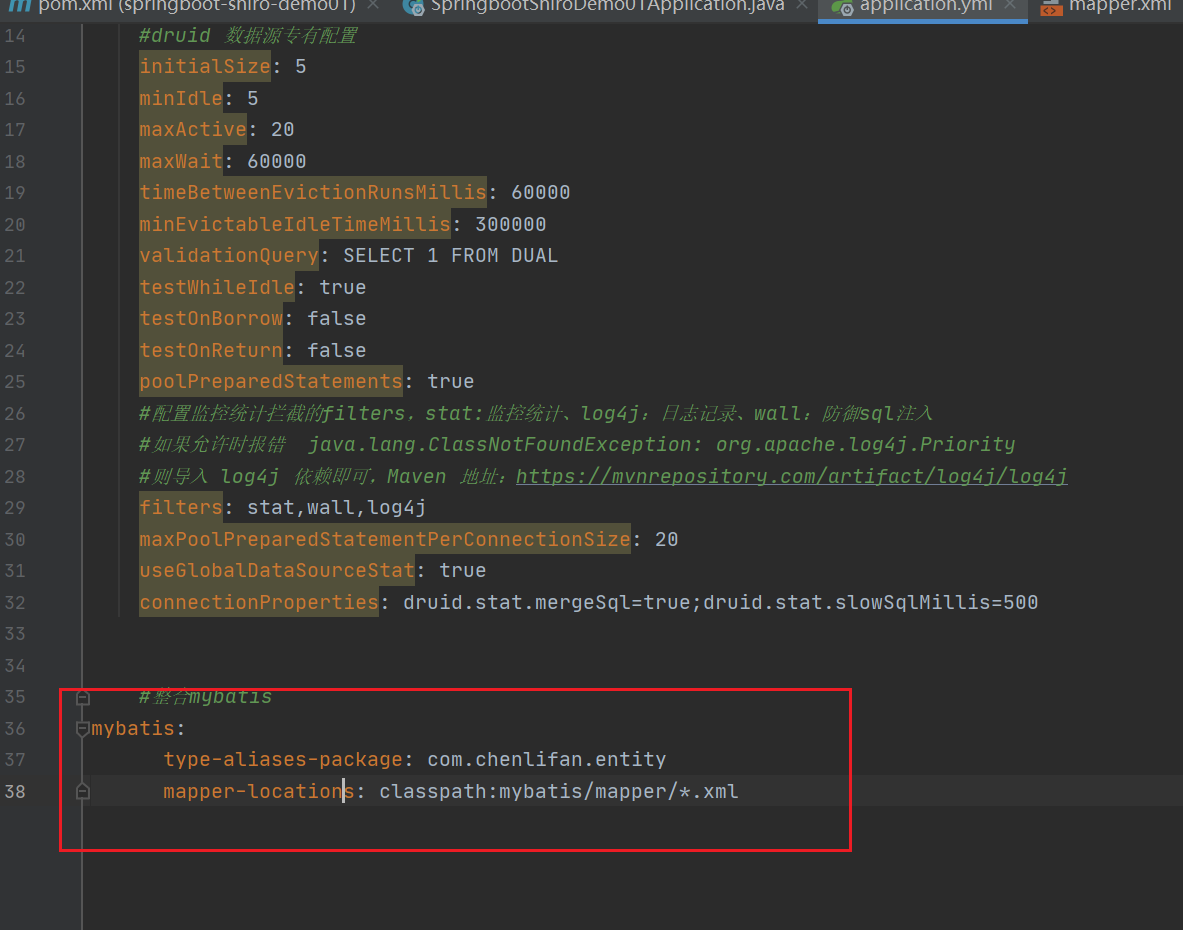 pom.xml (springboot-shiro-demo01) SpringbootShiroDemo01Application.java application.yml mapper.xml
14 #druid 数据源专有配置
15 initialSize: 5
16 minIdle: 5
17 maxActive: 20
18 maxWait: 60000
19 timeBetweenEvictionRunsMillis: 60000
20 minEvictableIdleTimeMillis: 300000
21 validationQuery: SELECT 1 FROM DUAL
22 testWhileIdle: true
23 testOnBorrow: false
24 testOnReturn: false
25 poolPreparedStatements: true
26 #配置监控统计拦截的filters，stat:监控统计、log4j：日志记录、wall：防御sql注入
27 #如果允许时报错  java.lang.ClassNotFoundException: org.apache.log4j.Priority
28 #则导入 log4j 依赖即可，Maven 地址：https://mvnrepository.com/artifact/log4j/log4j
29 filters: stat,wall,log4j
30 maxPoolPreparedStatementPerConnectionSize: 20
31 useGlobalDataSourceStat: true
32 connectionProperties: druid.stat.mergeSql=true;druid.stat.slowSqlMillis=500
33
34
35 #整合mybatis
36 mybatis:
37 type-aliases-package: com.chenlifan.entity
38 mapper-locations: classpath:mybatis/mapper/*.xml